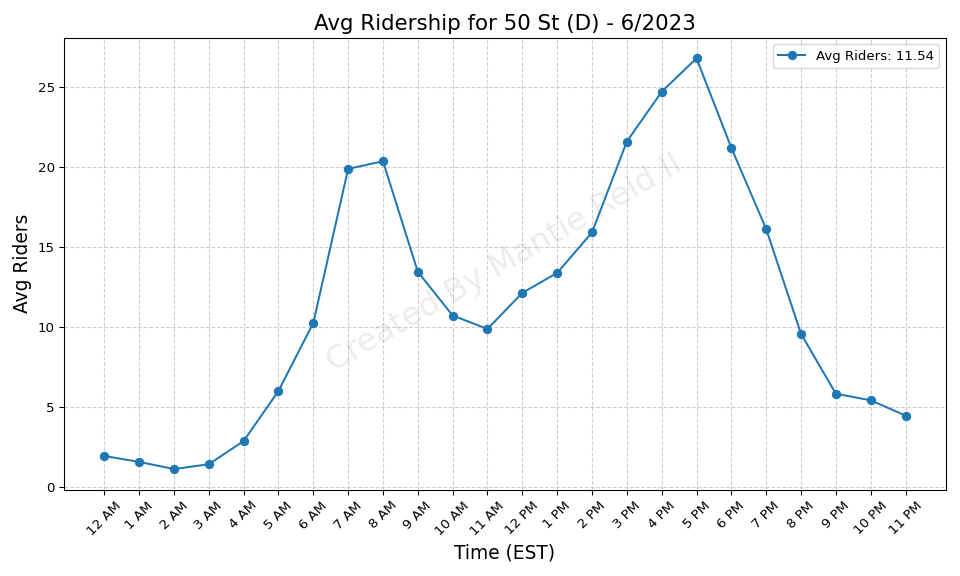 Avg Ridership for 50 St (D) - 6/2023
Avg Riders: 11.54
Avg Riders
25
20
15
10
5
0
Created By Mantie Reid II
12 AM
1 AM
2 AM
3 AM
4 AM
5 AM
6 AM
7 AM
8 AM
9 AM
10 AM
11 AM
12 PM
1 PM
2 PM
3 PM
4 PM
5 PM
6 PM
7 PM
8 PM
9 PM
10 PM
11 PM
Time (EST)